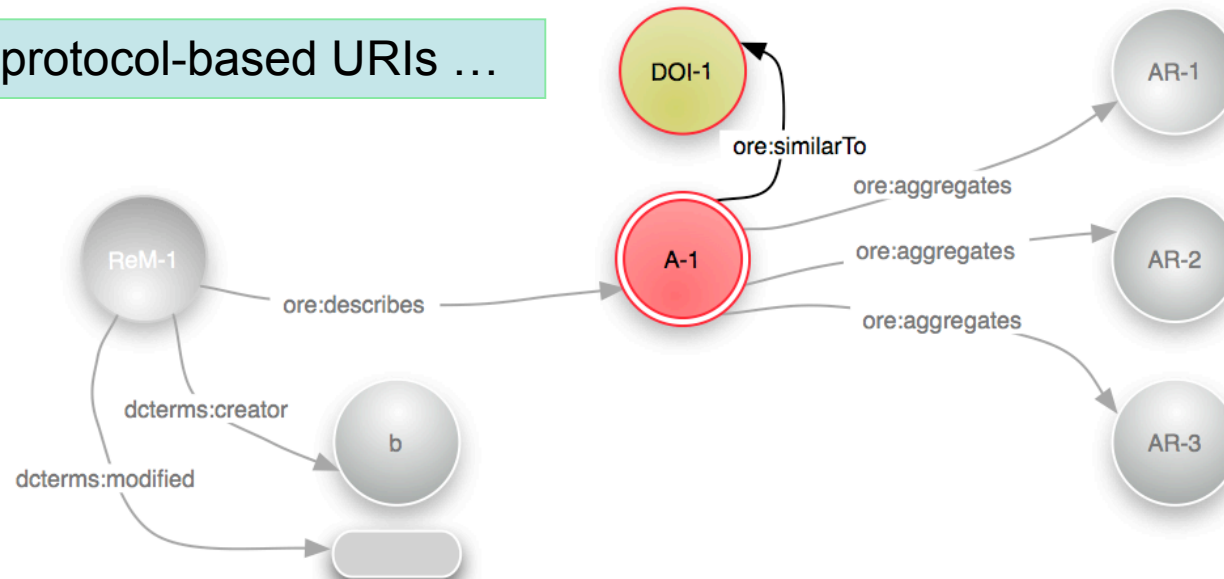 protocol-based URIs …
DOI-1
AR-1
ore:similarTo
ore:aggregates
ReM-1
A-1
ore:aggregates
AR-2
ore:describes
ore:aggregates
dcterms:creator
b
AR-3
dcterms:modified